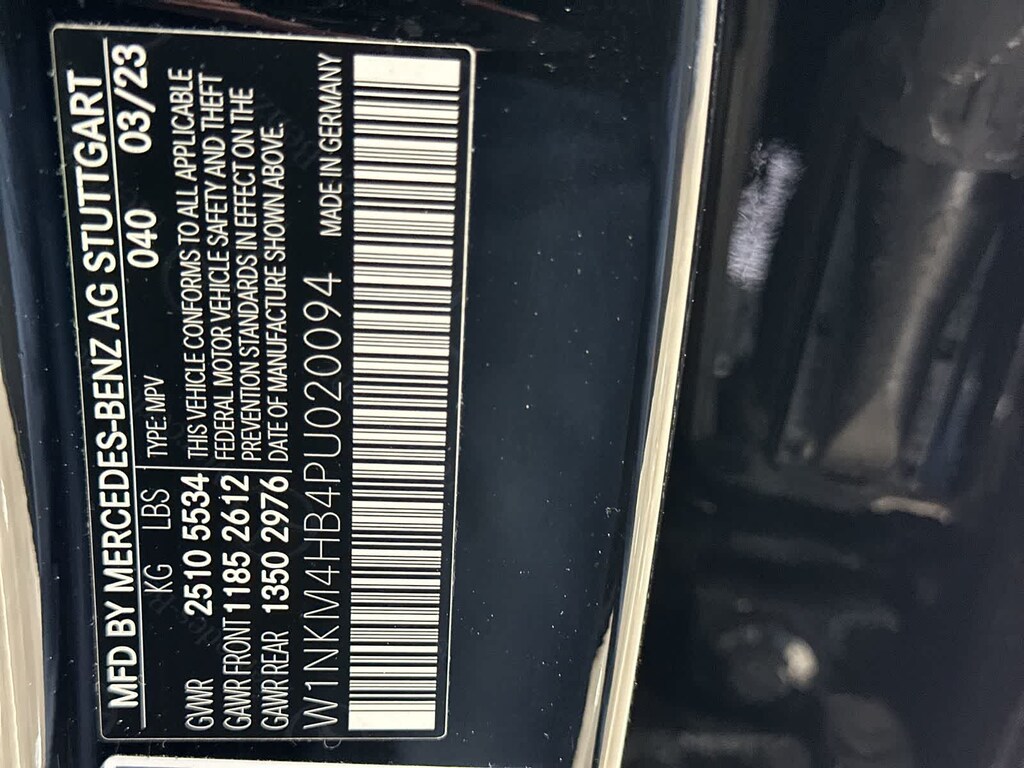 MFD BY MERCEDES-BENZ AG STUTTGART
KG LBS 040 03/23
GVWR 2510 5534 TYPE: MPV
GAWR FRONT 1185 2612 THIS VEHICLE CONFORMS TO ALL APPLICABLE
GAWR REAR 1350 2976 FEDERAL MOTOR VEHICLE SAFETY AND THEFT
PREVENTION STANDARDS IN EFFECT ON THE
DATE OF MANUFACTURE SHOWN ABOVE.
W1NKM4HB4PU020094 MADE IN GERMANY